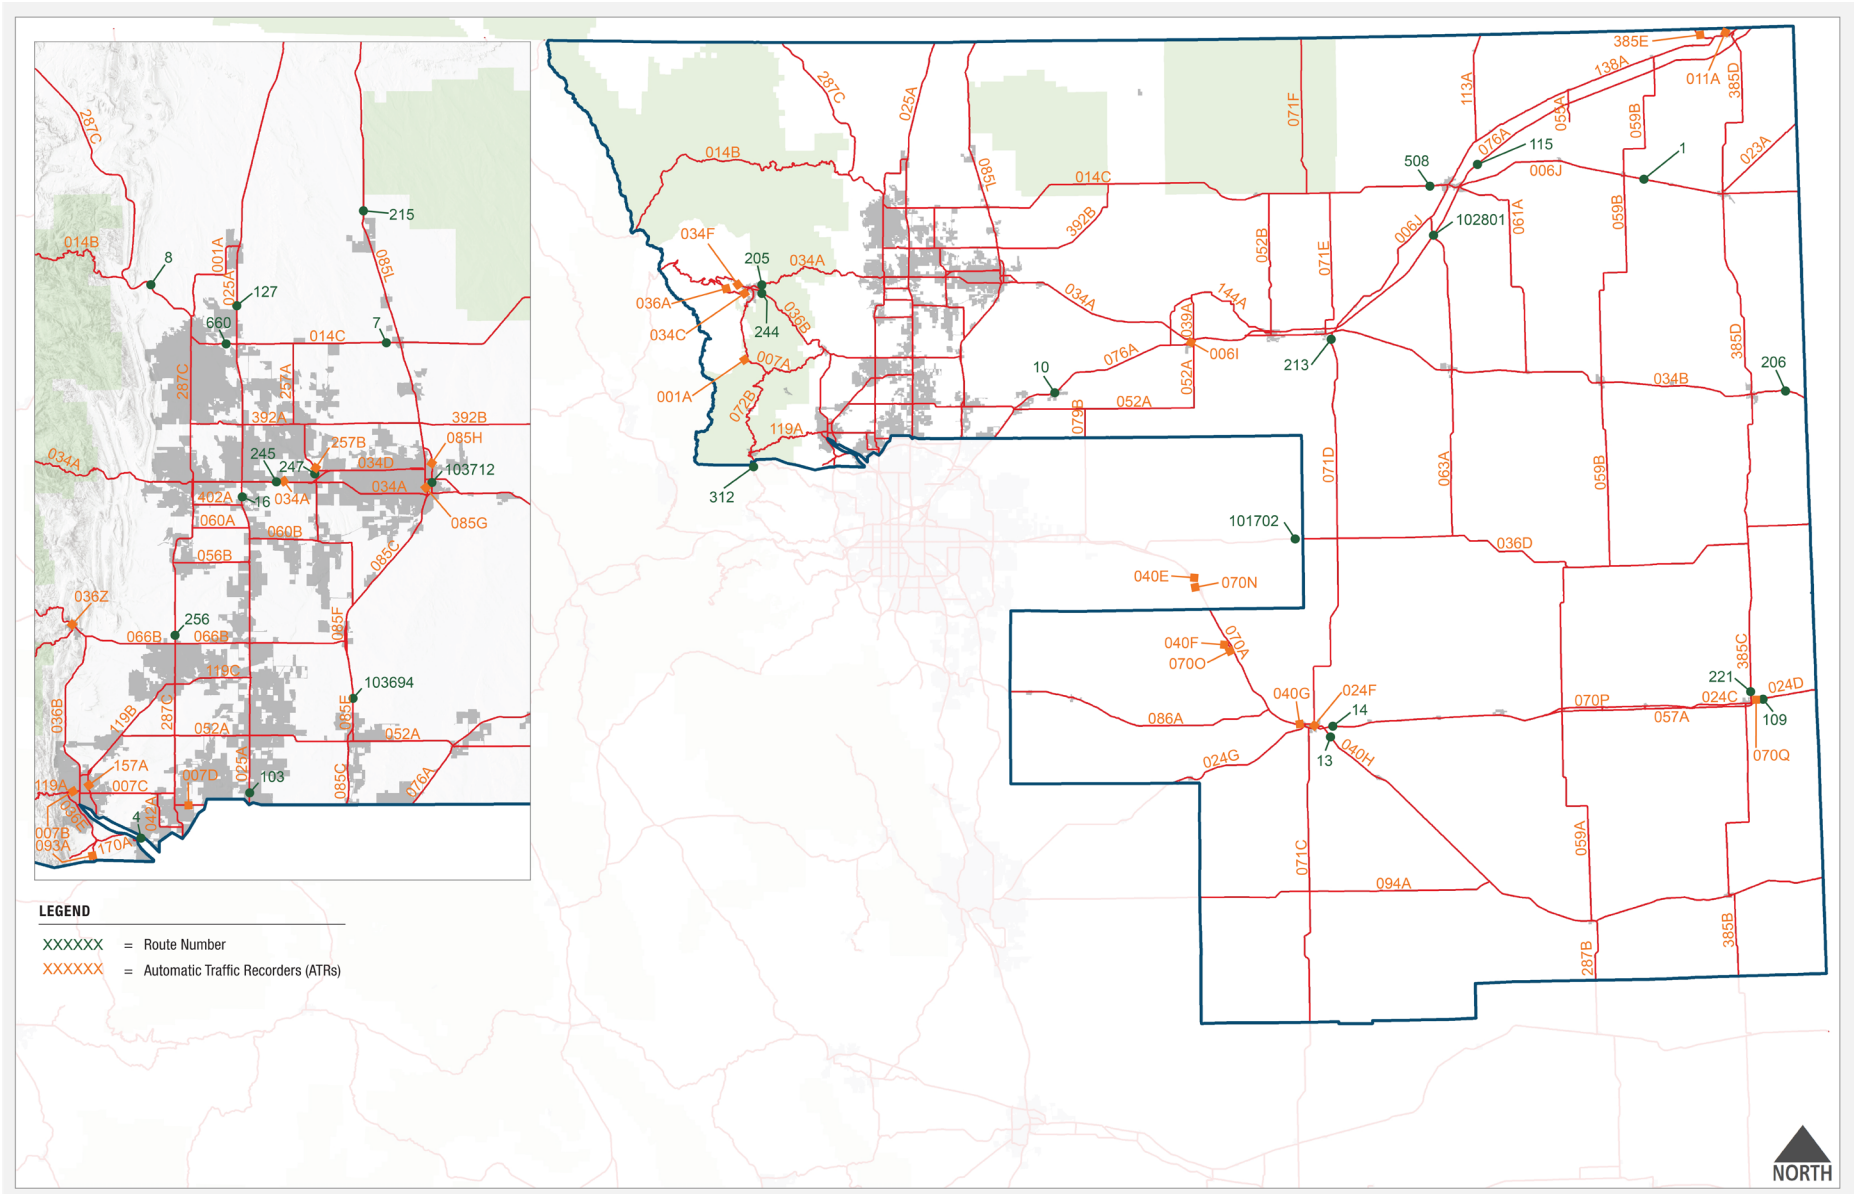 287C
014B
8
215
001A
025A
127
085L
660
014C
7
287C
257A
392A
392B
257B
085H
245
247
034D
103712
034A
034A
034A
402A
16
085G
060A
060B
056B
085C
036Z
256
085F
066B
066B
119C
103694
036B
119B
287C
085E
052A
052A
025A
157A
007D
103
119A
007C
085C
076A
042A
4
036E
007B
093A
170A
287C
025A
014B
085L
034F
205
034A
036A
034C
244
036B
007A
001A
072B
119A
312
385E
138A
011A
385D
113A
071F
055A
059B
076A
115
1
023A
508
006J
014C
392B
061A
059B
102801
006J
052B
071E
034A
144A
039A
006I
076A
052A
10
213
385D
206
034B
079B
052A
071D
063A
059B
101702
036D
040E
070N
040F
070A
070O
385C
040G
024F
221
024D
14
070P
024C
086A
057A
109
024G
13
040H
070Q
059A
071C
094A
385B
287B
LEGEND
XXXXXX = Route Number
XXXXXX = Automatic Traffic Recorders (ATRs)
NORTH